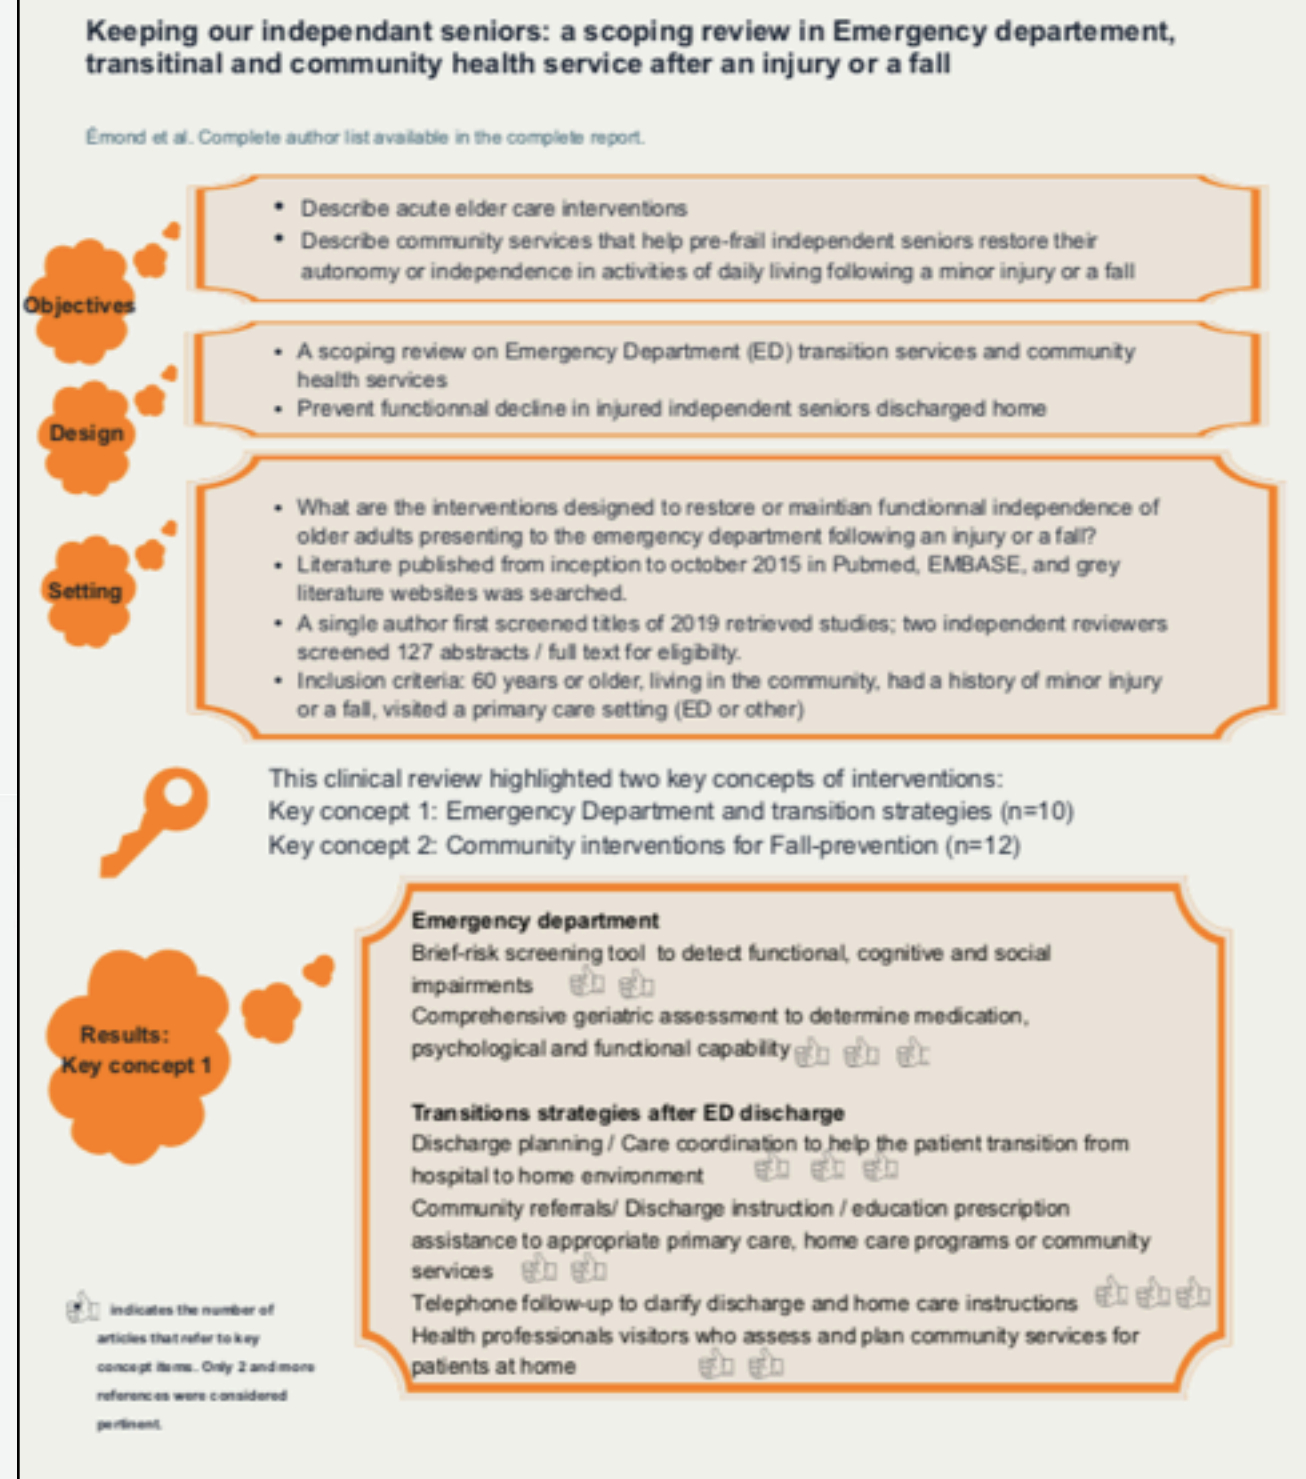 Keeping our independant seniors: a scoping review in Emergency departement,
transitinal and community health service after an injury or a fall
Émond et al. Complete author list available in the complete report.
Objectives
• Describe acute elder care interventions
• Describe community services that help pre-frail independent seniors restore their
autonomy or independence in activities of daily living following a minor injury or a fall
Design
• A scoping review on Emergency Department (ED) transition services and community
health services
• Prevent functionnal decline in injured independent seniors discharged home
Setting
• What are the interventions designed to restore or maintian functionnal independence of
older adults presenting to the emergency department following an injury or a fall?
• Literature published from inception to october 2015 in Pubmed, EMBASE, and grey
literature websites was searched.
• A single author first screened titles of 2019 retrieved studies; two independent reviewers
screened 127 abstracts / full text for eligibilty.
• Inclusion criteria: 60 years or older, living in the community, had a history of minor injury
or a fall, visited a primary care setting (ED or other)
This clinical review highlighted two key concepts of interventions:
Key concept 1: Emergency Department and transition strategies (n=10)
Key concept 2: Community interventions for Fall-prevention (n=12)
Results:
Key concept 1
Emergency department
Brief-risk screening tool to detect functional, cognitive and social
impairments
Comprehensive geriatric assessment to determine medication,
psychological and functional capability
Transitions strategies after ED discharge
Discharge planning / Care coordination to help the patient transition from
hospital to home environment
Community referrals/ Discharge instruction / education prescription
assistance to appropriate primary care, home care programs or community
services
Telephone follow-up to clarify discharge and home care instructions
Health professionals visitors who assess and plan community services for
patients at home
indicates the number of
articles that refer to key
concept items. Only 2 and more
references were considered
pertinent.